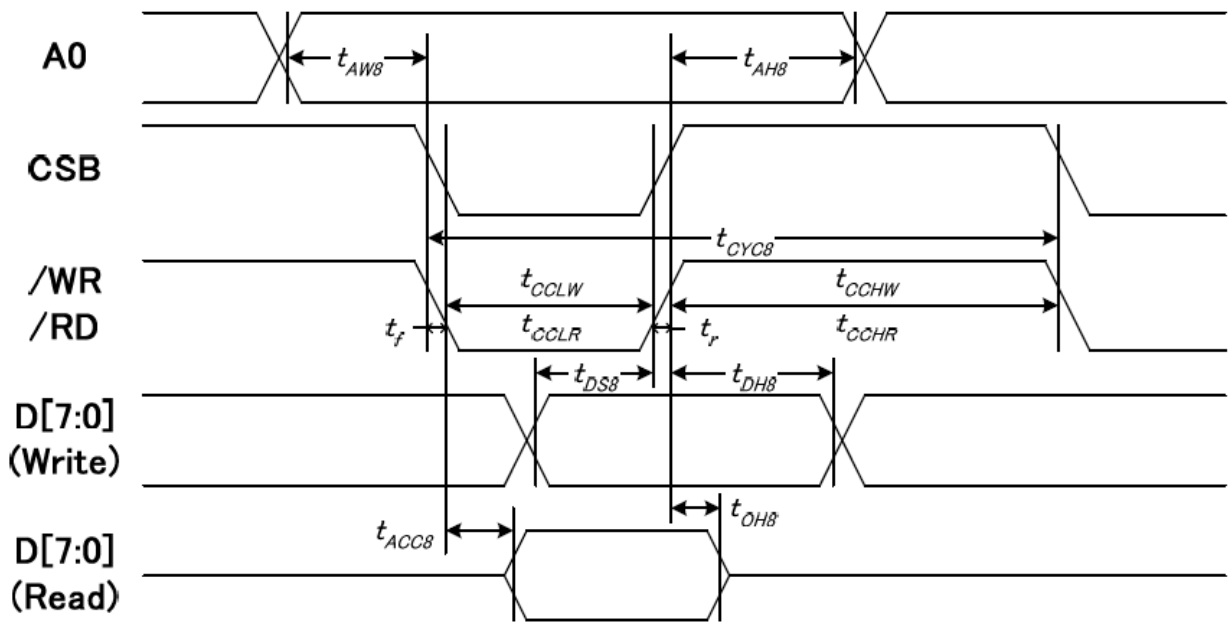 A0
t_AW8
t_AH8
CSB
t_CYC8
/WR
/RD
t_CCLW
t_CCHW
t_f
t_CCLR
t_r
t_CCHR
t_DS8
t_DH8
D[7:0]
(Write)
t_ACC8
t_OH8
D[7:0]
(Read)